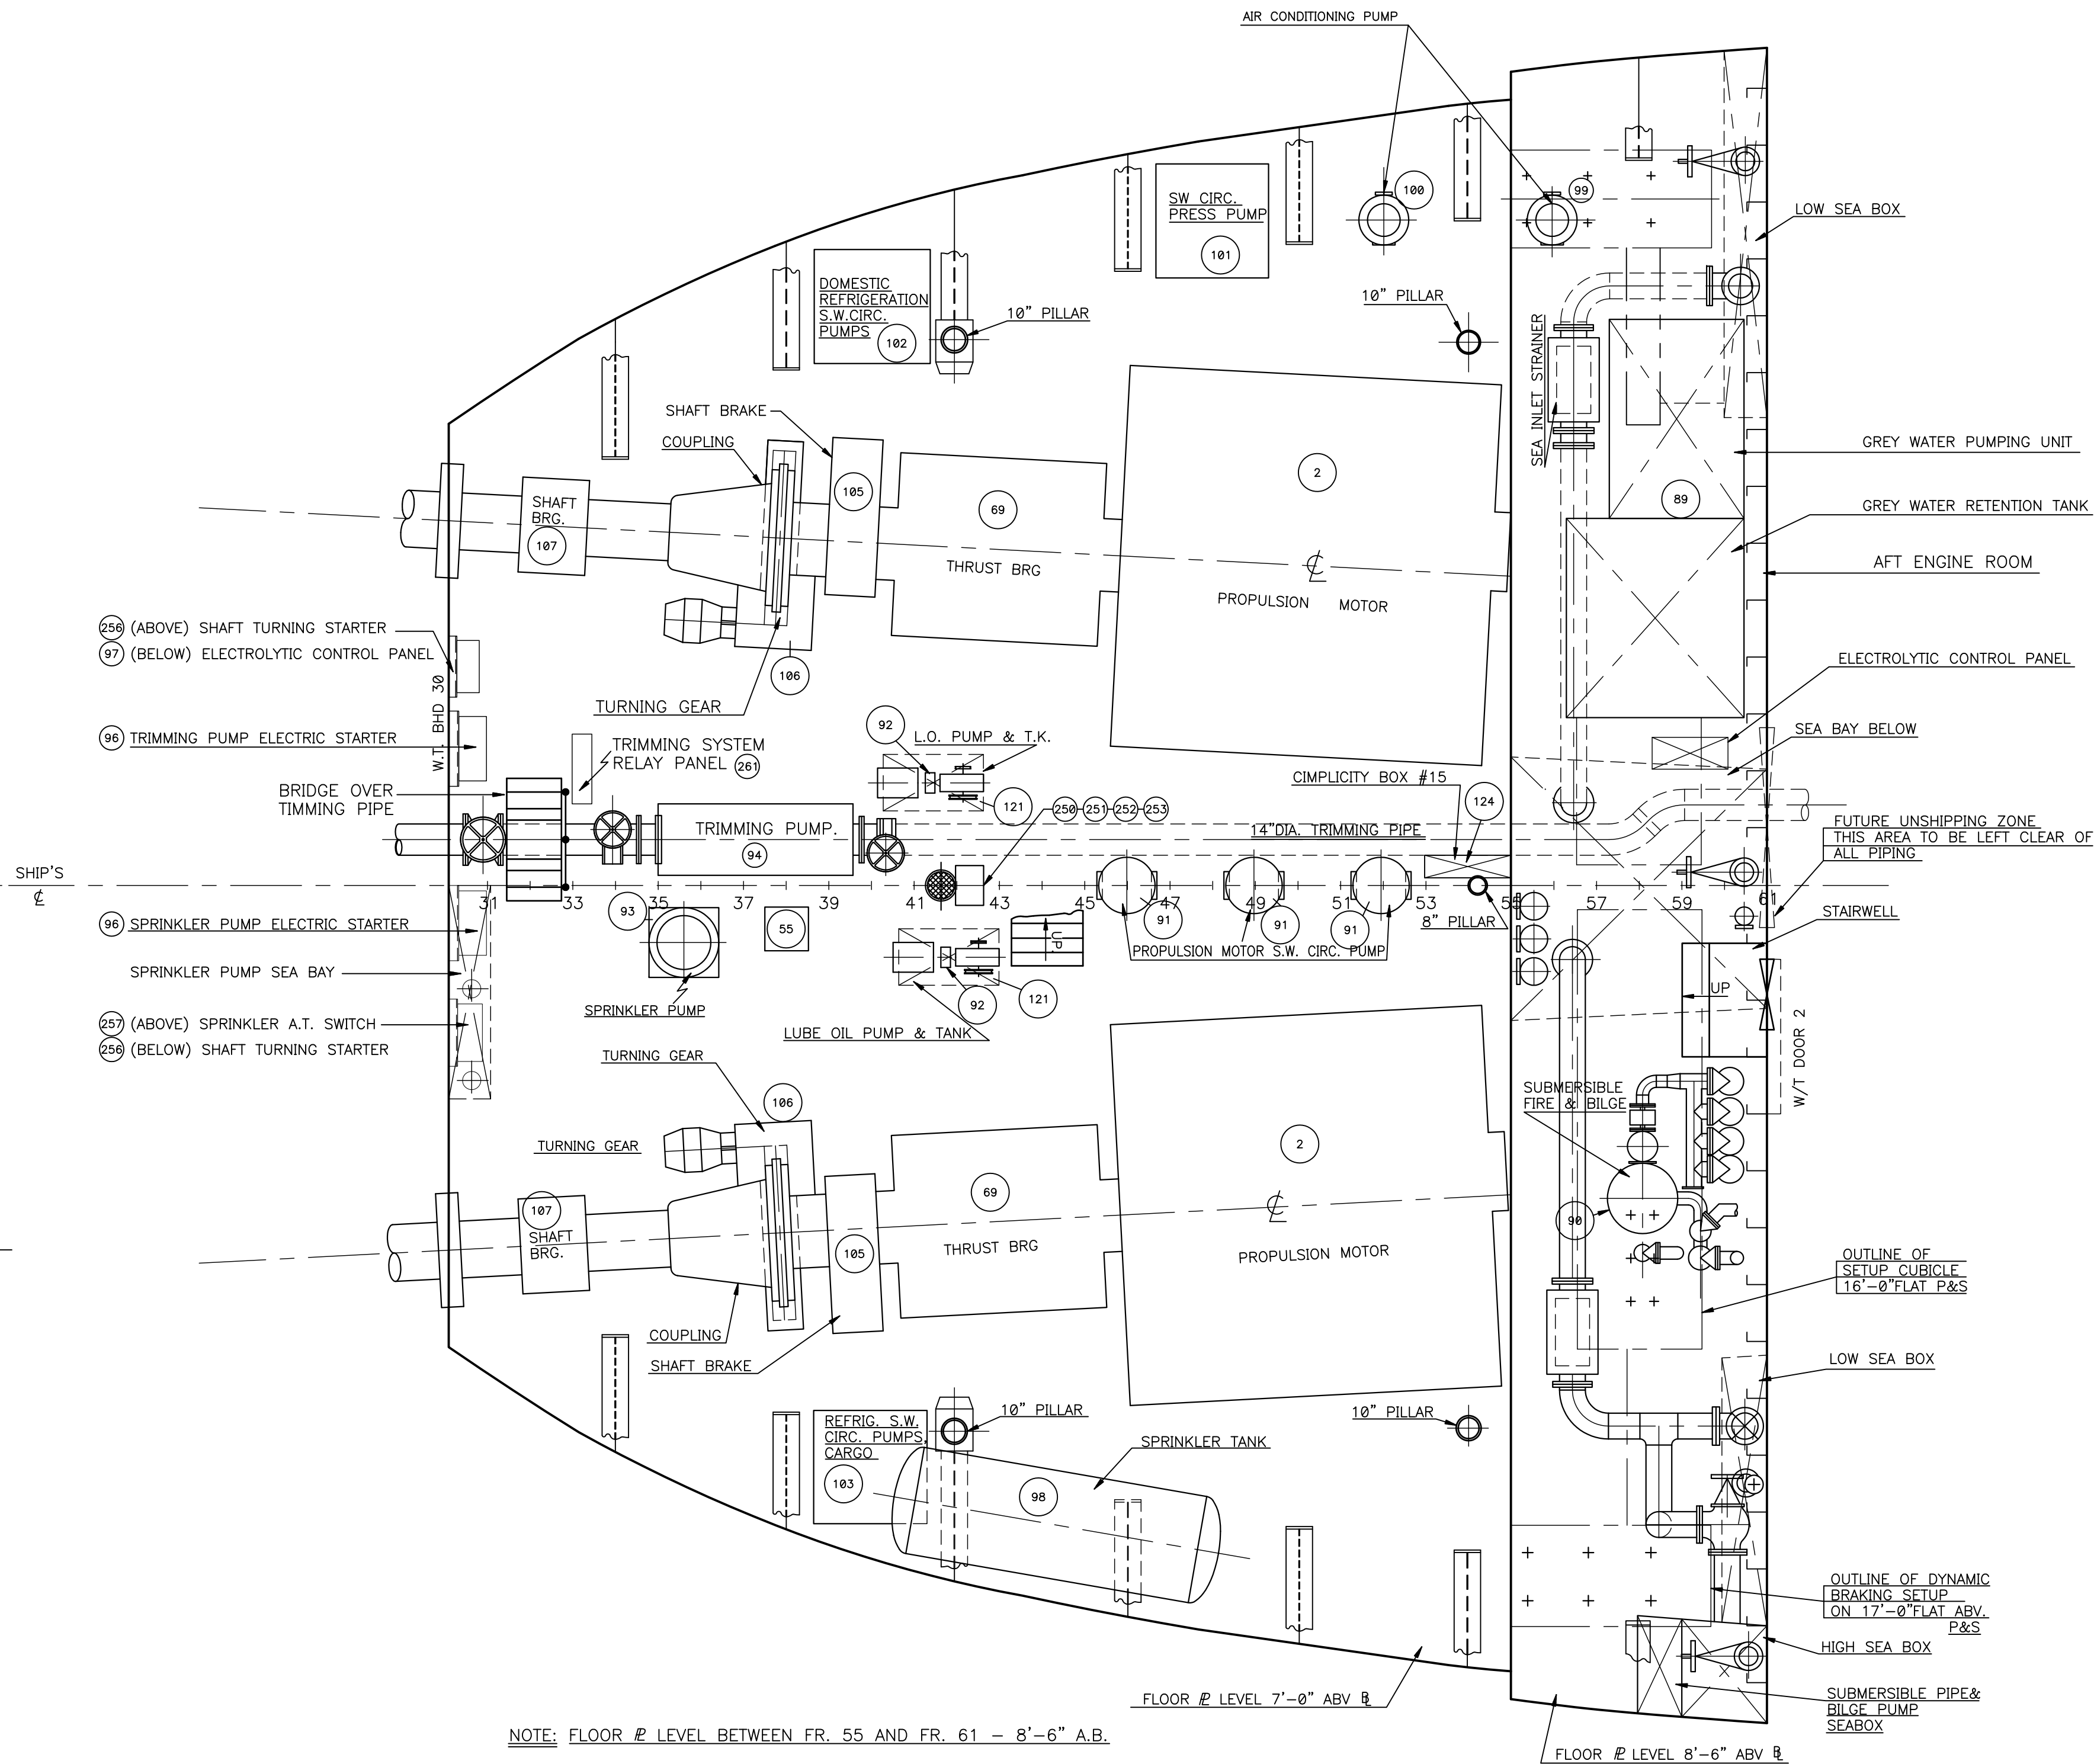 AIR CONDITIONING PUMP
100
99
SW CIRC.
PRESS PUMP
101
LOW SEA BOX
DOMESTIC
REFRIGERATION
S.W.CIRC.
PUMPS
102
10" PILLAR
10" PILLAR
SEA INLET STRAINER
SHAFT BRAKE
COUPLING
GREY WATER PUMPING UNIT
89
GREY WATER RETENTION TANK
SHAFT
BRG.
107
105
69
THRUST BRG
2
℄
PROPULSION MOTOR
AFT ENGINE ROOM
256 (ABOVE) SHAFT TURNING STARTER
97 (BELOW) ELECTROLYTIC CONTROL PANEL
106
TURNING GEAR
ELECTROLYTIC CONTROL PANEL
W.T. BHD 30
96 TRIMMING PUMP ELECTRIC STARTER
TRIMMING SYSTEM
RELAY PANEL 261
92
L.O. PUMP & T.K.
SEA BAY BELOW
BRIDGE OVER
TIMMING PIPE
CIMPLICITY BOX #15
124
121
250 251 252 253
TRIMMING PUMP.
94
14"DIA. TRIMMING PIPE
FUTURE UNSHIPPING ZONE
THIS AREA TO BE LEFT CLEAR OF
ALL PIPING
SHIP'S
℄
31 33 35 37 39 41 43 45 47 49 51 53 55 57 59 61
93
55
91
91
91
8" PILLAR
STAIRWELL
96 SPRINKLER PUMP ELECTRIC STARTER
UP
PROPULSION MOTOR S.W. CIRC. PUMP
SPRINKLER PUMP SEA BAY
UP
SPRINKLER PUMP
92
121
257 (ABOVE) SPRINKLER A.T. SWITCH
256 (BELOW) SHAFT TURNING STARTER
LUBE OIL PUMP & TANK
W/T DOOR 2
TURNING GEAR
106
SUBMERSIBLE
FIRE & BILGE
TURNING GEAR
2
69
107
SHAFT
BRG.
105
THRUST BRG
℄
PROPULSION MOTOR
90
OUTLINE OF
SETUP CUBICLE
16'-0"FLAT P&S
COUPLING
SHAFT BRAKE
LOW SEA BOX
REFRIG. S.W.
CIRC. PUMPS,
CARGO
103
10" PILLAR
10" PILLAR
SPRINKLER TANK
98
OUTLINE OF DYNAMIC
BRAKING SETUP
ON 17'-0"FLAT ABV.
P&S
HIGH SEA BOX
FLOOR ⅊ LEVEL 7'-0" ABV BL
SUBMERSIBLE PIPE&
BILGE PUMP
SEABOX
NOTE: FLOOR ⅊ LEVEL BETWEEN FR. 55 AND FR. 61 - 8'-6" A.B.
FLOOR ⅊ LEVEL 8'-6" ABV BL